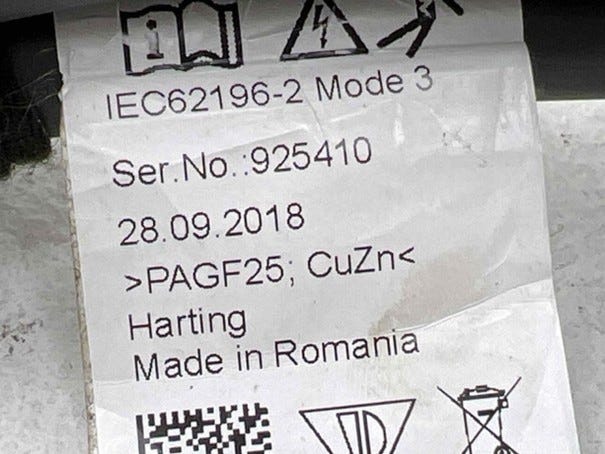 IEC62196-2 Mode 3
Ser.No.:925410
28.09.2018
>PAGF25; CuZn<
Harting
Made in Romania